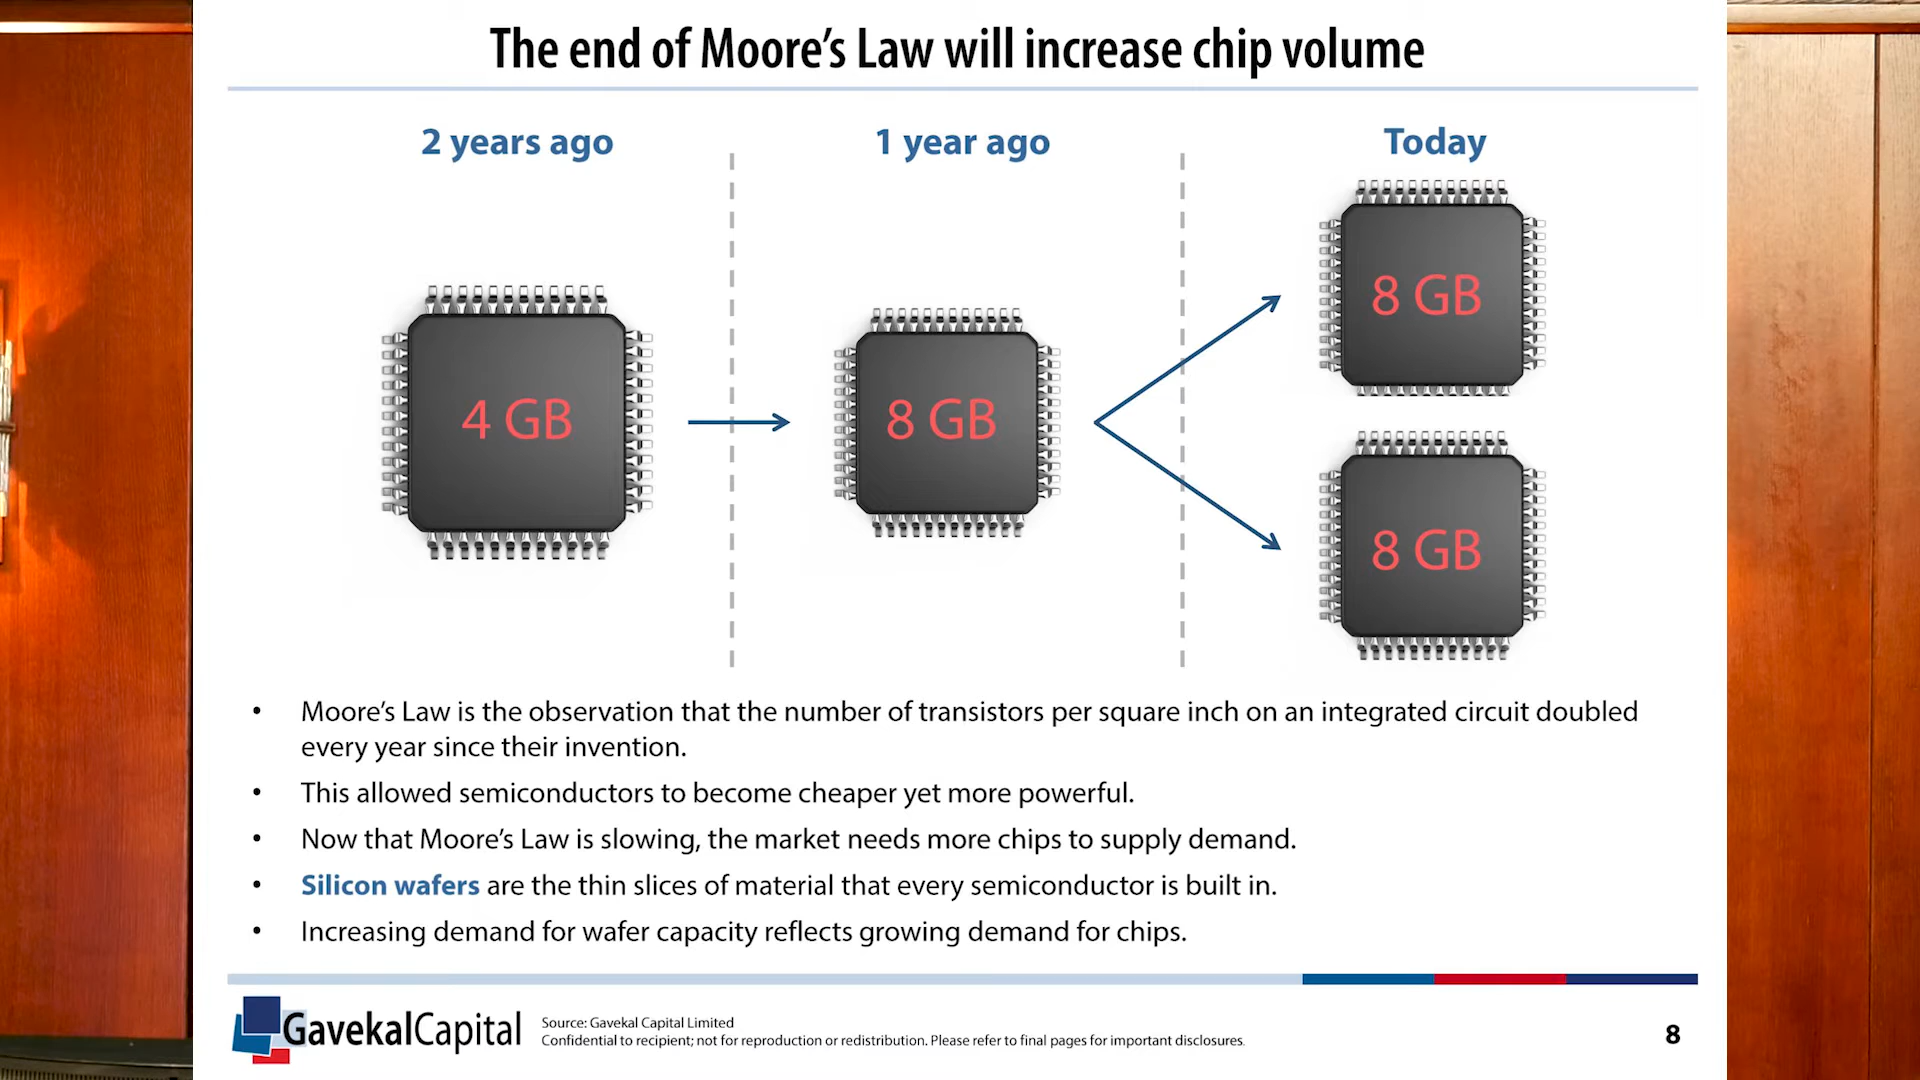 The end of Moore’s Law will increase chip volume
2 years ago
1 year ago
Today
4 GB
8 GB
8 GB
8 GB
• Moore’s Law is the observation that the number of transistors per square inch on an integrated circuit doubled
every year since their invention.
• This allowed semiconductors to become cheaper yet more powerful.
• Now that Moore’s Law is slowing, the market needs more chips to supply demand.
• Silicon wafers are the thin slices of material that every semiconductor is built in.
• Increasing demand for wafer capacity reflects growing demand for chips.
GavekalCapital
Source: Gavekal Capital Limited
Confidential to recipient; not for reproduction or redistribution. Please refer to final pages for important disclosures.
8